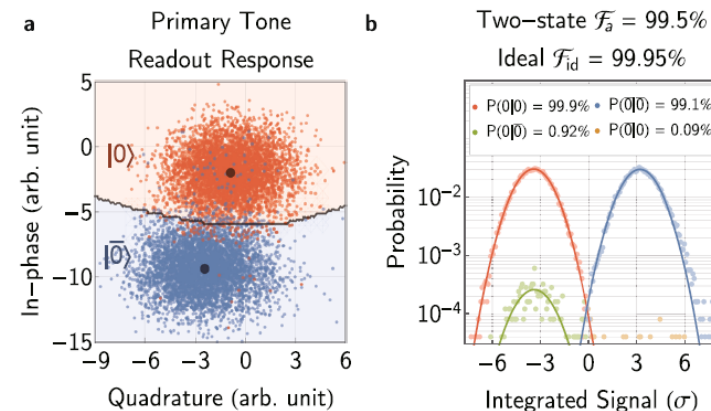 a
Primary Tone
Readout Response
In-phase (arb. unit)
5
0
−5
−10
−15
|0⟩
|0̅⟩
−9
−6
−3
0
3
6
Quadrature (arb. unit)
b
Two−state ℱa = 99.5%
Ideal ℱid = 99.95%
P(0|0) = 99.9%
P(0̅|0̅) = 99.1%
P(0|0̅) = 0.92%
P(0̅|0) = 0.09%
Probability
10−2
10−3
10−4
−6
−3
0
3
6
Integrated Signal (σ)